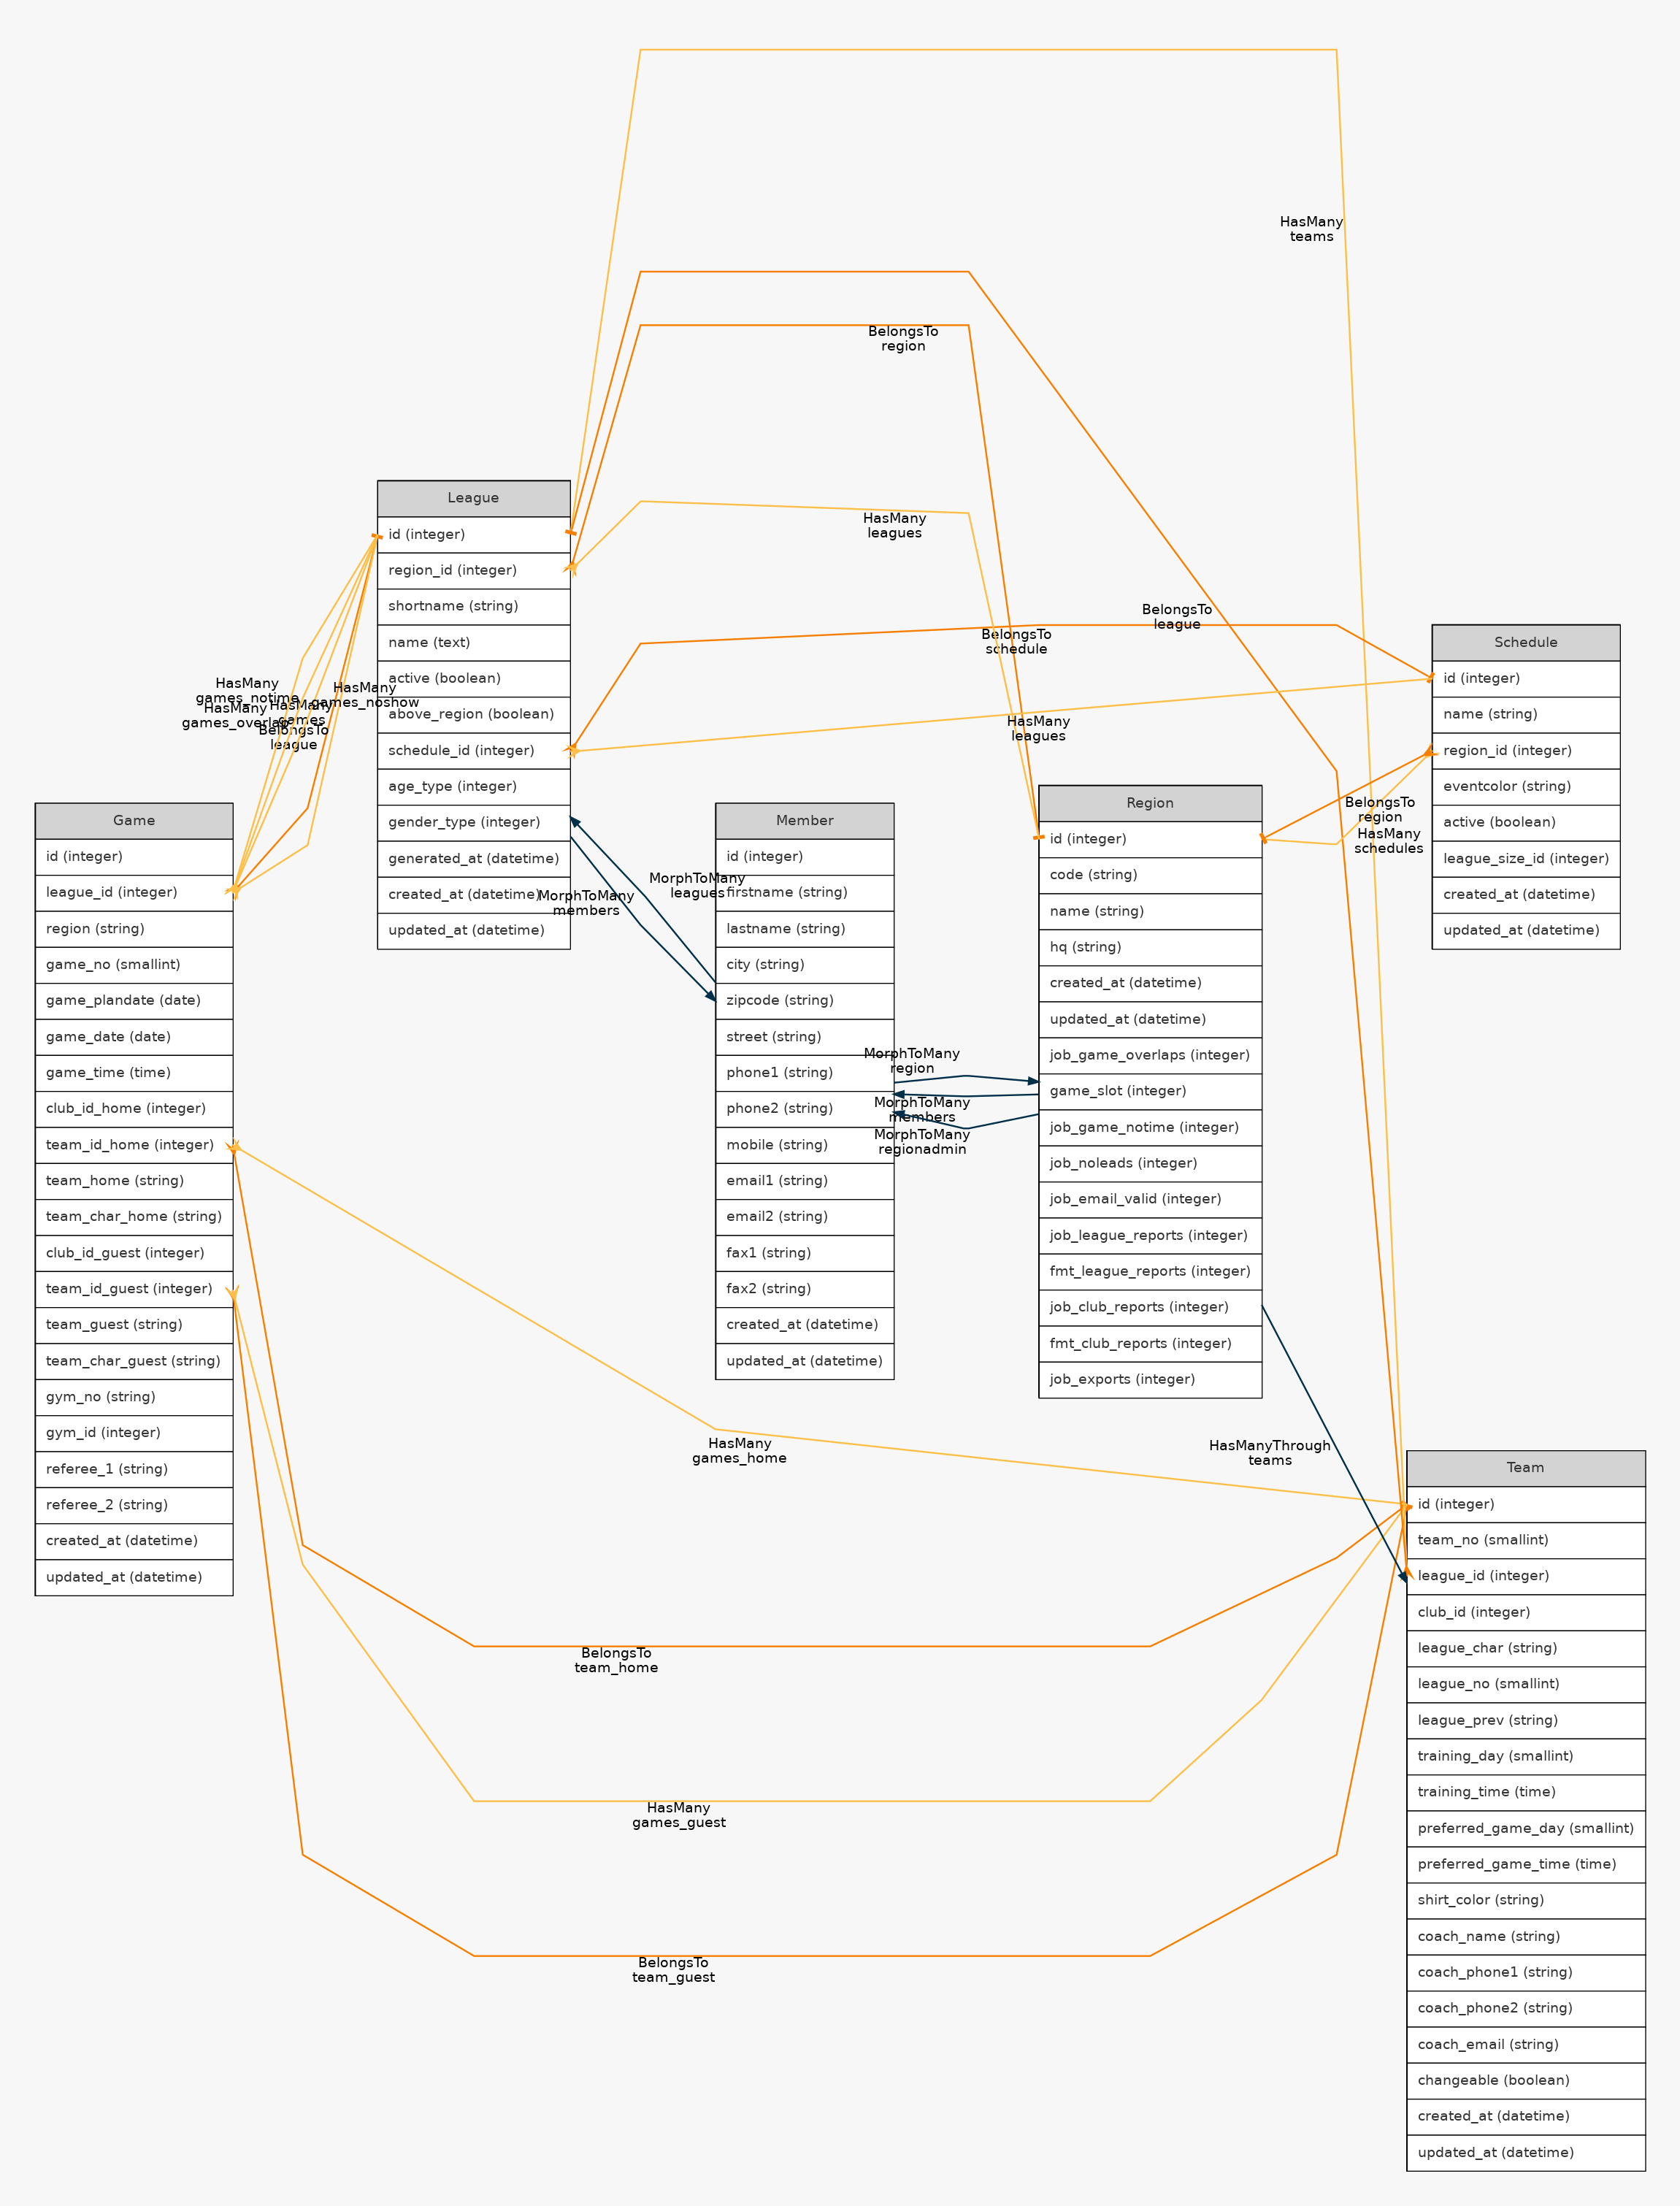 HasMany
teams
BelongsTo
region
HasMany
leagues
BelongsTo
league
BelongsTo
schedule
HasMany
leagues
BelongsTo
region
HasMany
schedules
HasMany
games_notime
HasMany
games_overlap
HasMany
games
BelongsTo
league
HasMany
games_noshow
League
id (integer)
region_id (integer)
shortname (string)
name (text)
active (boolean)
above_region (boolean)
schedule_id (integer)
age_type (integer)
gender_type (integer)
generated_at (datetime)
created_at (datetime)
updated_at (datetime)
Schedule
id (integer)
name (string)
region_id (integer)
eventcolor (string)
active (boolean)
league_size_id (integer)
created_at (datetime)
updated_at (datetime)
Game
id (integer)
league_id (integer)
region (string)
game_no (smallint)
game_plandate (date)
game_date (date)
game_time (time)
club_id_home (integer)
team_id_home (integer)
team_home (string)
team_char_home (string)
club_id_guest (integer)
team_id_guest (integer)
team_guest (string)
team_char_guest (string)
gym_no (string)
gym_id (integer)
referee_1 (string)
referee_2 (string)
created_at (datetime)
updated_at (datetime)
MorphToMany
leagues
MorphToMany
members
Member
id (integer)
firstname (string)
lastname (string)
city (string)
zipcode (string)
street (string)
phone1 (string)
phone2 (string)
mobile (string)
email1 (string)
email2 (string)
fax1 (string)
fax2 (string)
created_at (datetime)
updated_at (datetime)
MorphToMany
region
MorphToMany
members
MorphToMany
regionadmin
Region
id (integer)
code (string)
name (string)
hq (string)
created_at (datetime)
updated_at (datetime)
job_game_overlaps (integer)
game_slot (integer)
job_game_notime (integer)
job_noleads (integer)
job_email_valid (integer)
job_league_reports (integer)
fmt_league_reports (integer)
job_club_reports (integer)
fmt_club_reports (integer)
job_exports (integer)
HasMany
games_home
HasManyThrough
teams
BelongsTo
team_home
HasMany
games_guest
BelongsTo
team_guest
Team
id (integer)
team_no (smallint)
league_id (integer)
club_id (integer)
league_char (string)
league_no (smallint)
league_prev (string)
training_day (smallint)
training_time (time)
preferred_game_day (smallint)
preferred_game_time (time)
shirt_color (string)
coach_name (string)
coach_phone1 (string)
coach_phone2 (string)
coach_email (string)
changeable (boolean)
created_at (datetime)
updated_at (datetime)